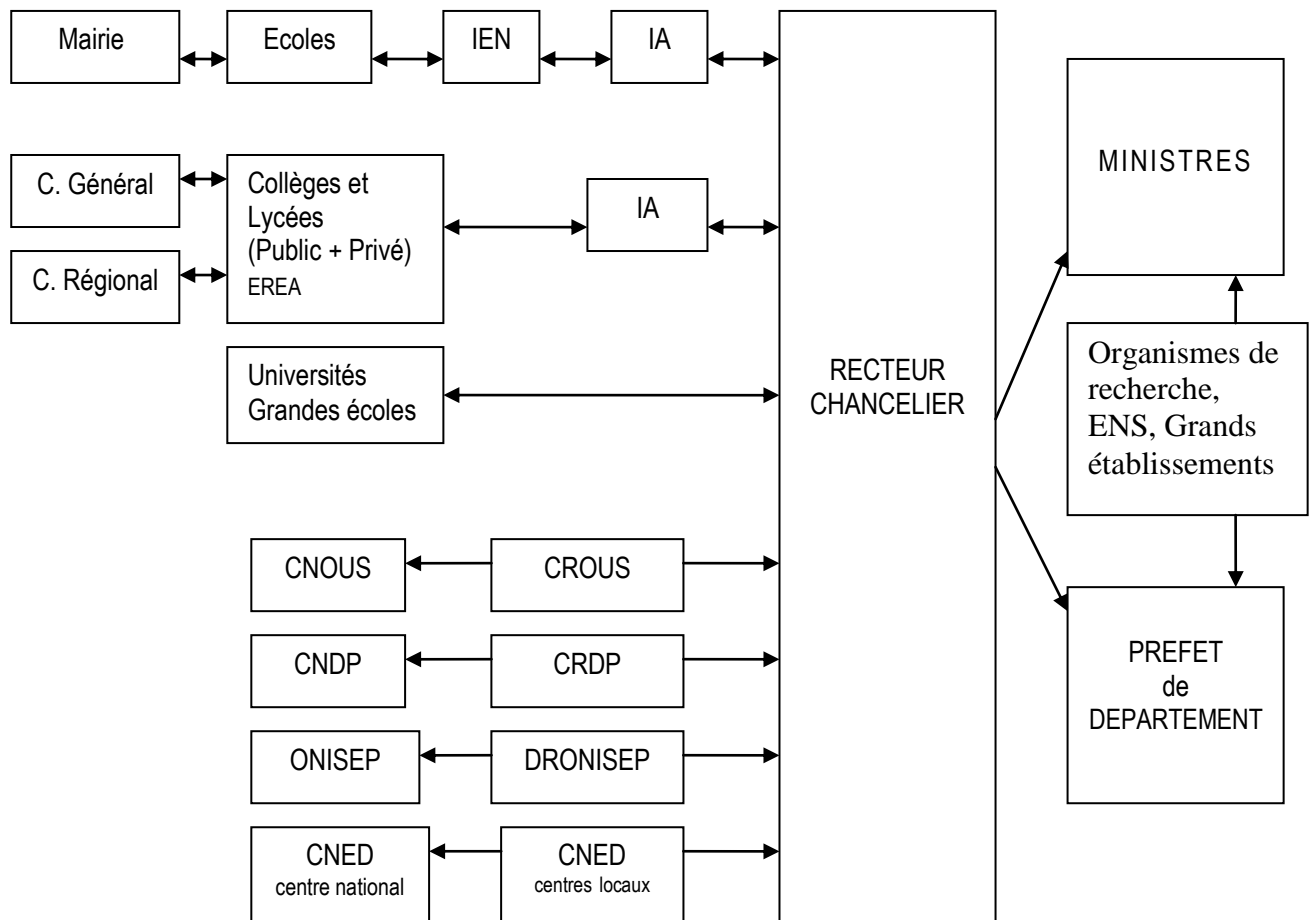 Mairie
Ecoles
IEN
IA
MINISTRES
C. Général
C. Régional
Collèges et
Lycées
(Public + Privé)
EREA
IA
Universités
Grandes écoles
RECTEUR
CHANCELIER
Organismes de
recherche,
ENS, Grands
établissements
CNOUS
CROUS
CNDP
CRDP
PREFET
de
DEPARTEMENT
ONISEP
DRONISEP
CNED
centre national
CNED
centres locaux